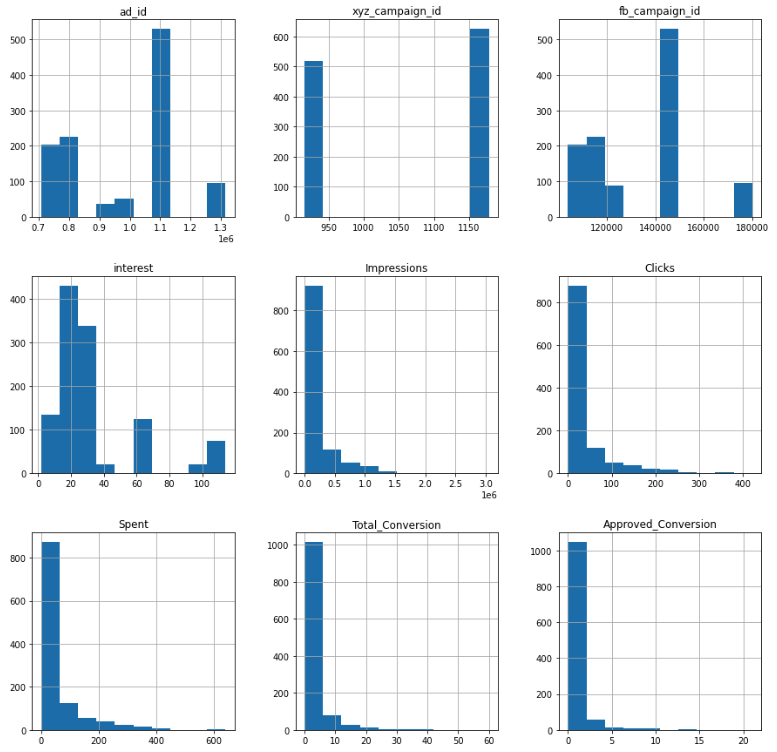 ad_id
xyz_campaign_id
fb_campaign_id
500
400
300
200
100
0
0.7 0.8 0.9 1.0 1.1 1.2 1.3
1e6
600
500
400
300
200
100
0
950 1000 1050 1100 1150
500
400
300
200
100
0
120000 140000 160000 180000
interest
Impressions
Clicks
400
300
200
100
0
0 20 40 60 80 100
800
600
400
200
0
0.0 0.5 1.0 1.5 2.0 2.5 3.0
1e6
800
600
400
200
0
0 100 200 300 400
Spent
Total_Conversion
Approved_Conversion
800
600
400
200
0
0 200 400 600
1000
800
600
400
200
0
0 10 20 30 40 50 60
1000
800
600
400
200
0
0 5 10 15 20